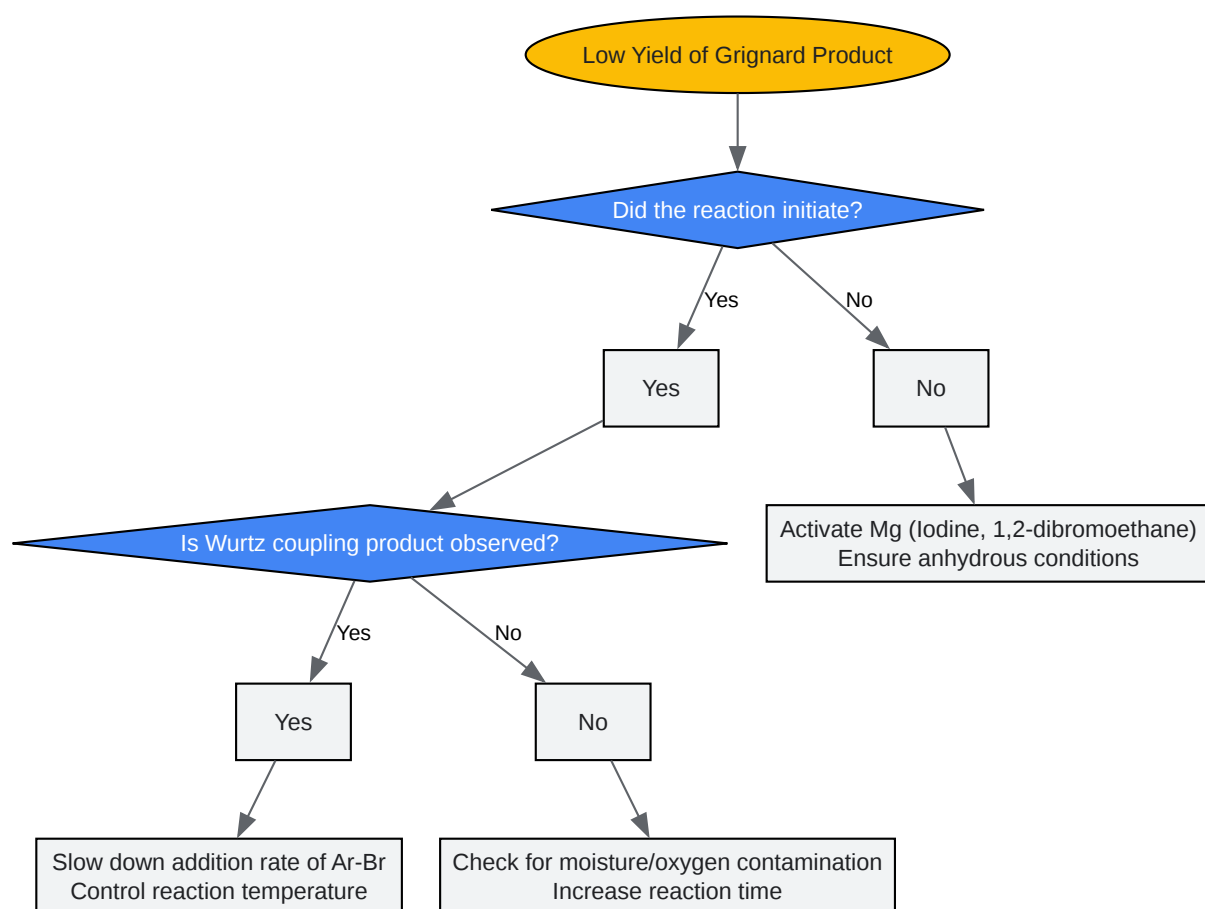 Low Yield of Grignard Product
Did the reaction initiate?
Yes
No
Yes
No
Activate Mg (Iodine, 1,2-dibromoethane)
Ensure anhydrous conditions
Is Wurtz coupling product observed?
Yes
No
Yes
No
Slow down addition rate of Ar-Br
Control reaction temperature
Check for moisture/oxygen contamination
Increase reaction time